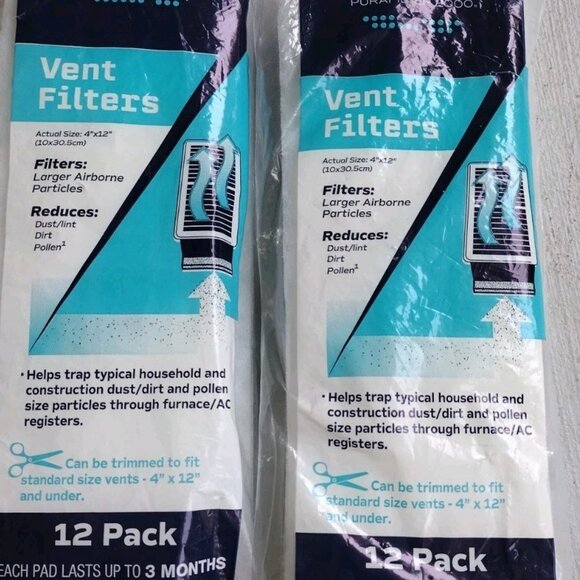 Vent
Filters
Actual Size: 4"x12"
(10x30.5cm)
Filters:
Larger Airborne
Particles
Reduces:
Dust/lint
Dirt
Pollen¹
• Helps trap typical household and
construction dust/dirt and pollen
size particles through furnace/AC
registers.
Can be trimmed to fit
standard size vents - 4" x 12"
and under.
12 Pack
EACH PAD LASTS UP TO 3 MONTHS
Vent
Filters
Actual Size: 4"x12"
(10x30.5cm)
Filters:
Larger Airborne
Particles
Reduces:
Dust/lint
Dirt
Pollen¹
• Helps trap typical household and
construction dust/dirt and pollen
size particles through furnace/AC
registers.
Can be trimmed to fit
standard size vents - 4" x 12"
and under.
12 Pack